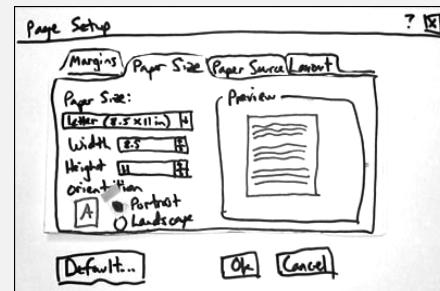 Page Setup ? X
Margins Paper Size Paper Source Layout
Paper Size:
Letter (8.5 x 11 in)
Width 8.5
Height 11
Orientation
A Portrait
Landscape
Preview
Default... Ok Cancel